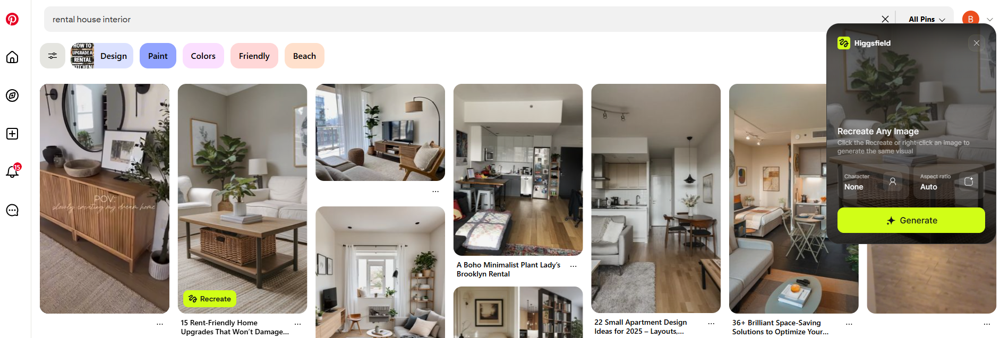 rental house interior
All Pins
B
HOW TO
UPGRADE A
RENTAL
KITCHEN
Design
Paint
Colors
Friendly
Beach
15
POV:
slowly creating my dream home
Recreate
15 Rent-Friendly Home
Upgrades That Won't Damage...
A Boho Minimalist Plant Lady's
Brooklyn Rental
22 Small Apartment Design
Ideas for 2025 – Layouts,...
36+ Brilliant Space-Saving
Solutions to Optimize Your...
Higgsfield
Recreate Any Image
Click the Recreate or right-click an image to
generate the same visual
Character
None
Aspect ratio
Auto
Generate